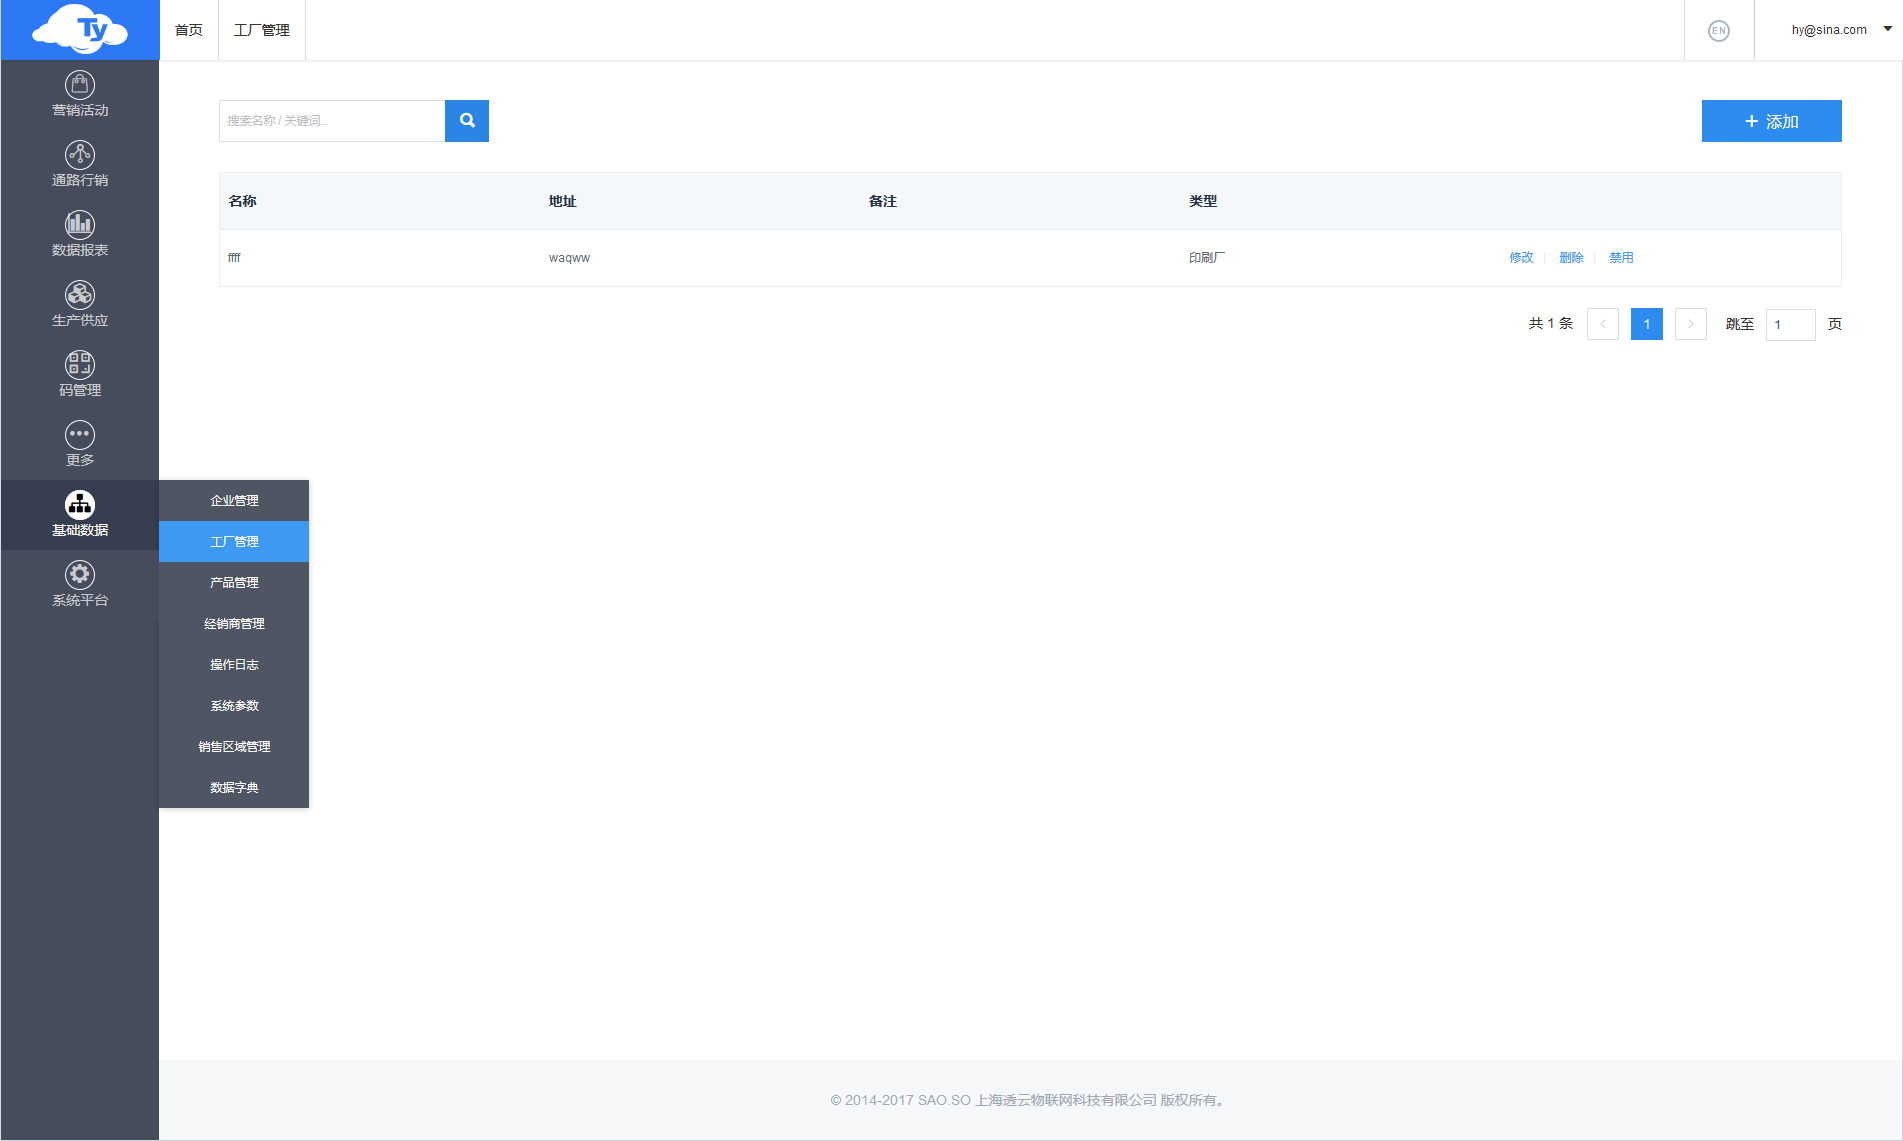 Ty
首页
工厂管理
EN
hy@sina.com
营销活动
通路行销
数据报表
生产供应
码管理
更多
基础数据
系统平台
企业管理
工厂管理
产品管理
经销商管理
操作日志
系统参数
销售区域管理
数据字典
搜索名称 / 关键词...
添加
名称 地址 备注 类型
ffff waqww 印刷厂 修改 删除 禁用
共 1 条 1 跳至 1 页
© 2014-2017 SAO.SO 上海透云物联网科技有限公司 版权所有。